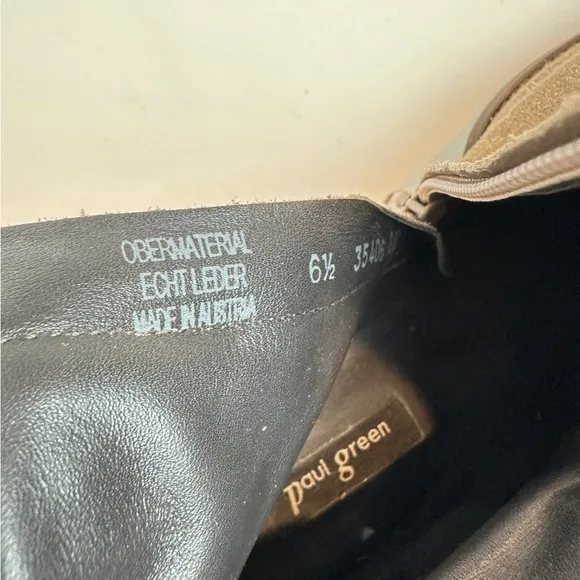 OBERMATERIAL
ECHT LEDER
MADE IN AUSTRIA
6½
paul green